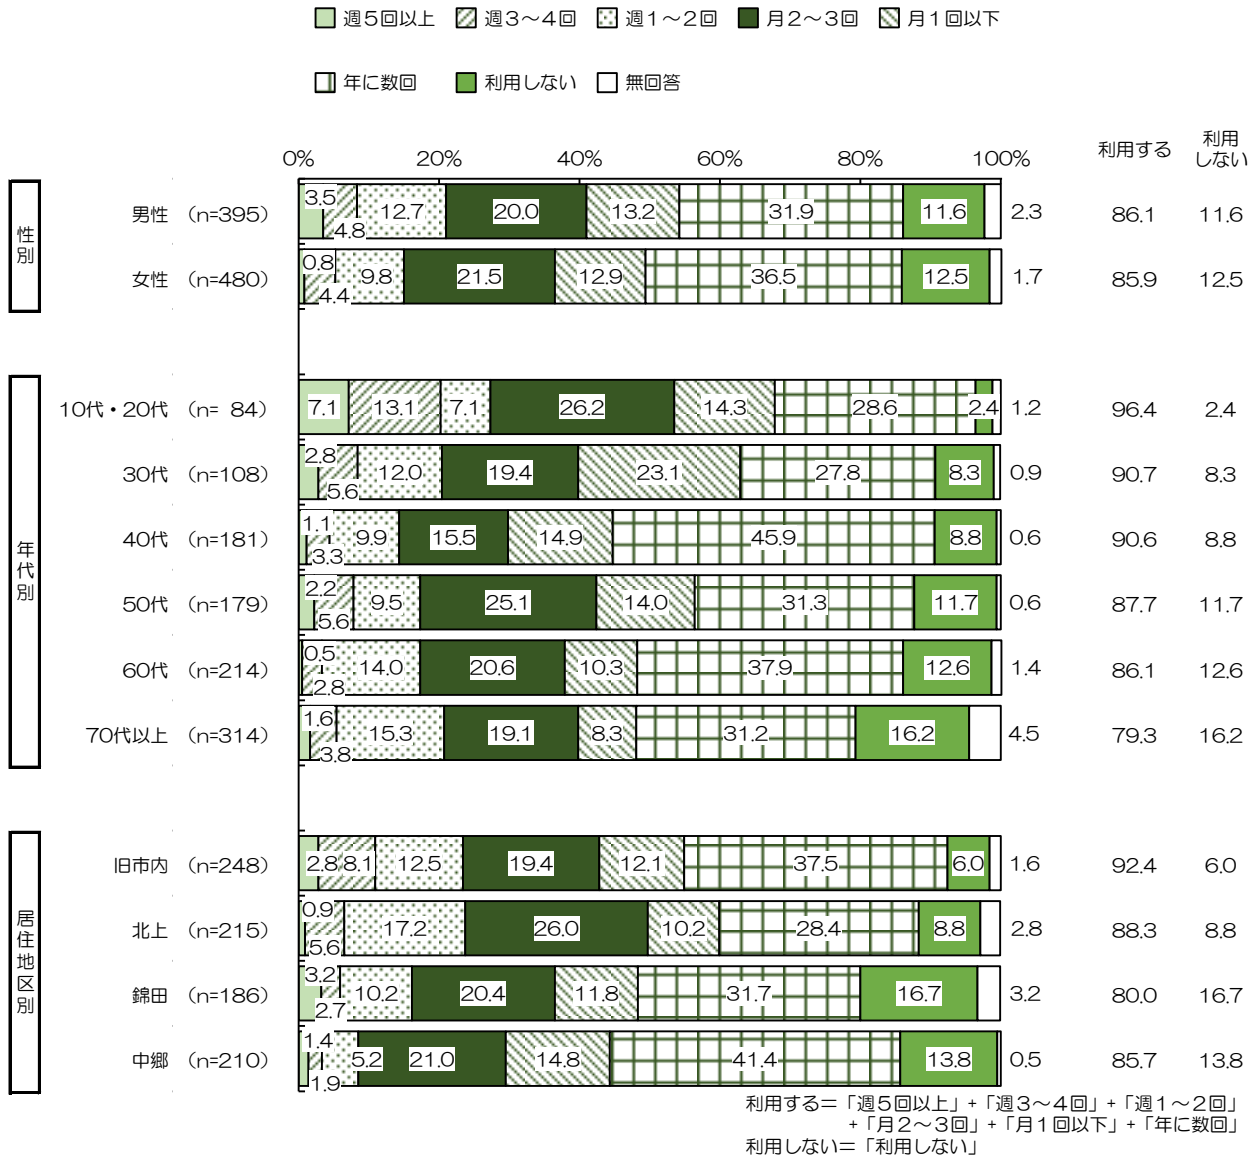 週５回以上 週３～４回 週１～２回 月２～３回 月１回以下
年に数回 利用しない 無回答
0% 20% 40% 60% 80% 100% 利用する 利用
しない
性別
男性 （n=395） 3.5 4.8 12.7 20.0 13.2 31.9 11.6 2.3 86.1 11.6
女性 （n=480） 0.8 4.4 9.8 21.5 12.9 36.5 12.5 1.7 85.9 12.5
年代別
10代・20代 （n= 84） 7.1 13.1 7.1 26.2 14.3 28.6 2.4 1.2 96.4 2.4
30代 （n=108） 2.8 5.6 12.0 19.4 23.1 27.8 8.3 0.9 90.7 8.3
40代 （n=181） 1.1 3.3 9.9 15.5 14.9 45.9 8.8 0.6 90.6 8.8
50代 （n=179） 2.2 5.6 9.5 25.1 14.0 31.3 11.7 0.6 87.7 11.7
60代 （n=214） 0.5 2.8 14.0 20.6 10.3 37.9 12.6 1.4 86.1 12.6
70代以上 （n=314） 1.6 3.8 15.3 19.1 8.3 31.2 16.2 4.5 79.3 16.2
居住地区別
旧市内 （n=248） 2.8 8.1 12.5 19.4 12.1 37.5 6.0 1.6 92.4 6.0
北上 （n=215） 0.9 5.6 17.2 26.0 10.2 28.4 8.8 2.8 88.3 8.8
錦田 （n=186） 3.2 2.7 10.2 20.4 11.8 31.7 16.7 3.2 80.0 16.7
中郷 （n=210） 1.4 1.9 5.2 21.0 14.8 41.4 13.8 0.5 85.7 13.8
利用する＝「週５回以上」+「週３～４回」+「週１～２回」
+「月２～３回」+「月１回以下」+「年に数回」
利用しない＝「利用しない」